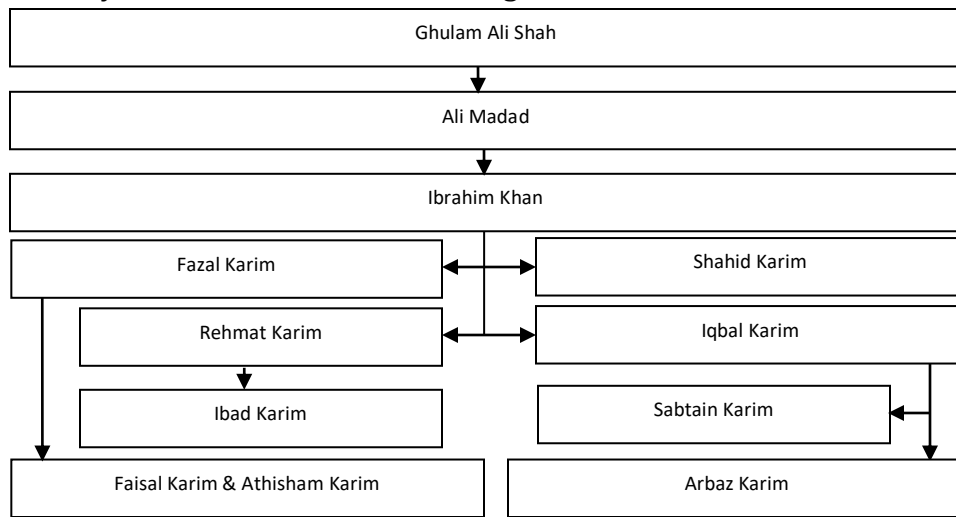 Ghulam Ali Shah
Ali Madad
Ibrahim Khan
Fazal Karim
Shahid Karim
Rehmat Karim
Iqbal Karim
Ibad Karim
Sabtain Karim
Faisal Karim & Athisham Karim
Arbaz Karim